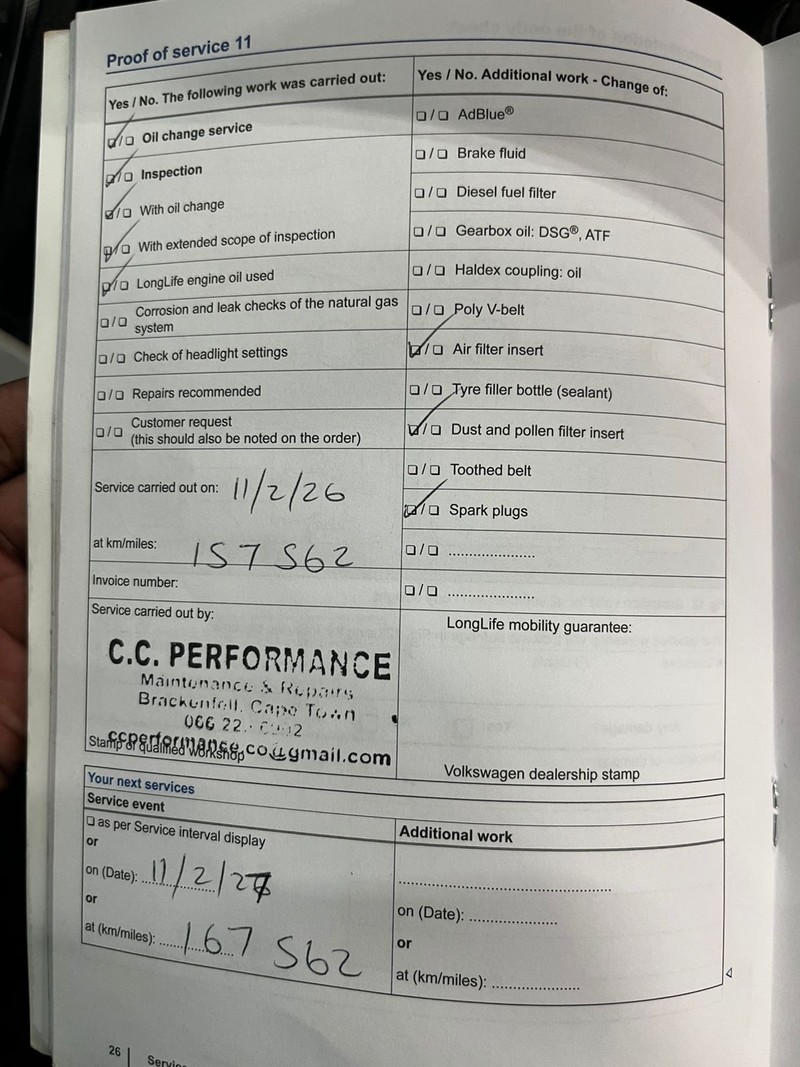 Proof of service 11
Yes / No. The following work was carried out:
❏/❏ Oil change service
❏/❏ Inspection
❏/❏ With oil change
❏/❏ With extended scope of inspection
❏/❏ LongLife engine oil used
❏/❏ Corrosion and leak checks of the natural gas
system
❏/❏ Check of headlight settings
❏/❏ Repairs recommended
❏/❏ Customer request
(this should also be noted on the order)
Service carried out on: 11/2/26
at km/miles: 157 562
Invoice number:
Service carried out by:
C.C. PERFORMANCE
Maintenance & Repairs
Brackenfell, Cape Town
066 22
ccperformance.co@gmail.com
Stamp of qualified workshop
Yes / No. Additional work - Change of:
❏/❏ AdBlue®
❏/❏ Brake fluid
❏/❏ Diesel fuel filter
❏/❏ Gearbox oil: DSG®, ATF
❏/❏ Haldex coupling: oil
❏/❏ Poly V-belt
❏/❏ Air filter insert
❏/❏ Tyre filler bottle (sealant)
❏/❏ Dust and pollen filter insert
❏/❏ Toothed belt
❏/❏ Spark plugs
❏/❏ ......................
❏/❏ ......................
LongLife mobility guarantee:
Volkswagen dealership stamp
Your next services
Service event
❏ as per Service interval display
or
on (Date): 11/2/27
or
at (km/miles): 167 562
Additional work
......................................................
on (Date): ......................
or
at (km/miles): ......................
26